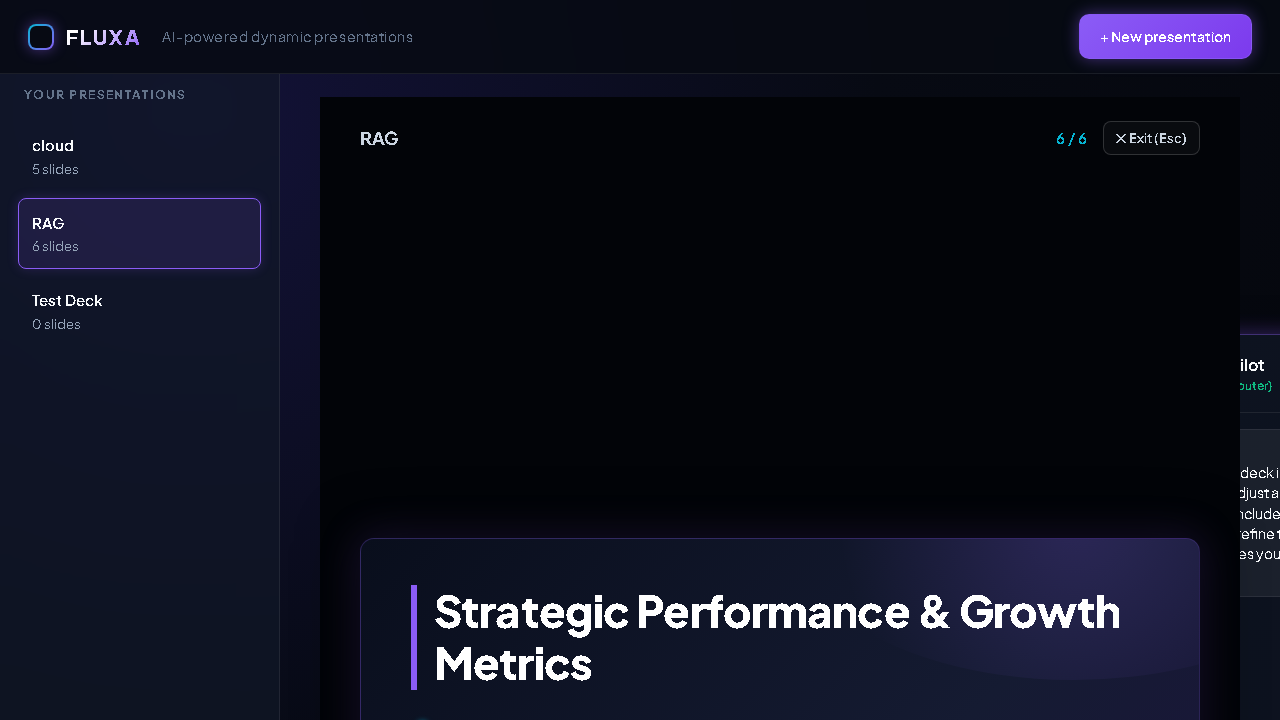 FLUXA
AI-powered dynamic presentations
+ New presentation
YOUR PRESENTATIONS
cloud
5 slides
RAG
6 slides
Test Deck
0 slides
RAG
6 / 6
✕ Exit (Esc)
Strategic Performance & Growth
Metrics